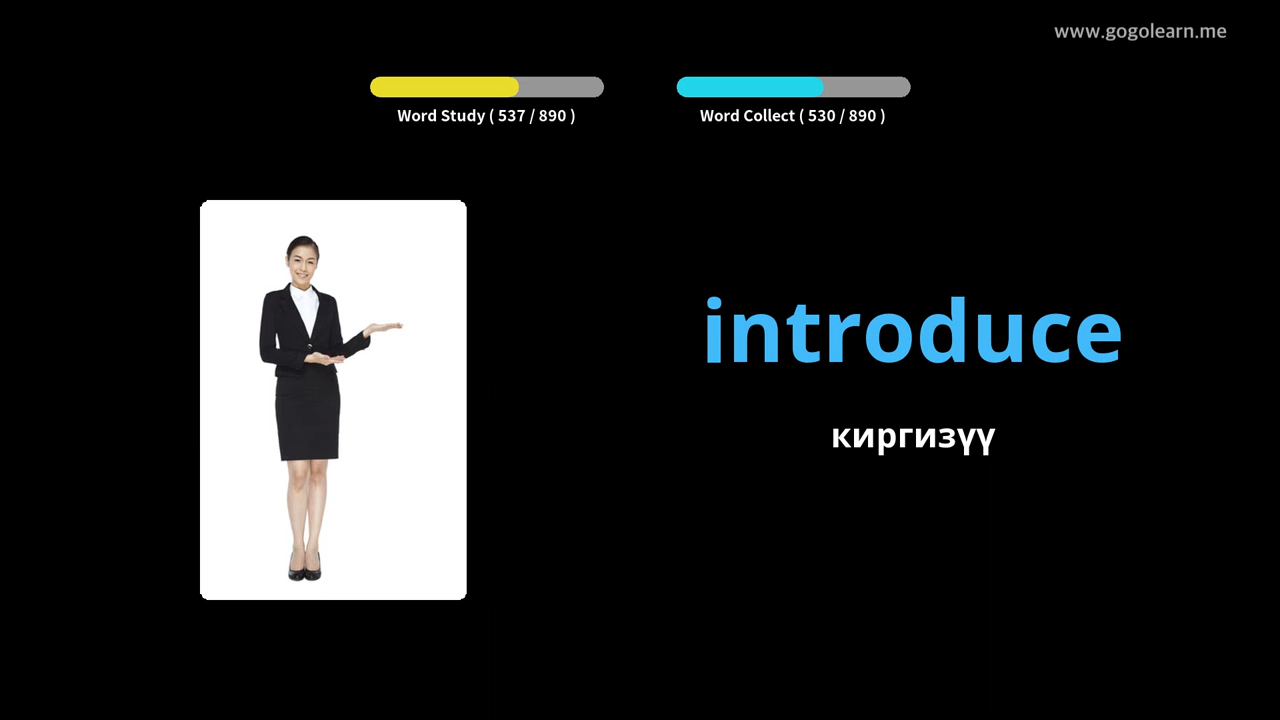 www.gogolearn.me
Word Study ( 537 / 890 )
Word Collect ( 530 / 890 )
introduce
киргизүү